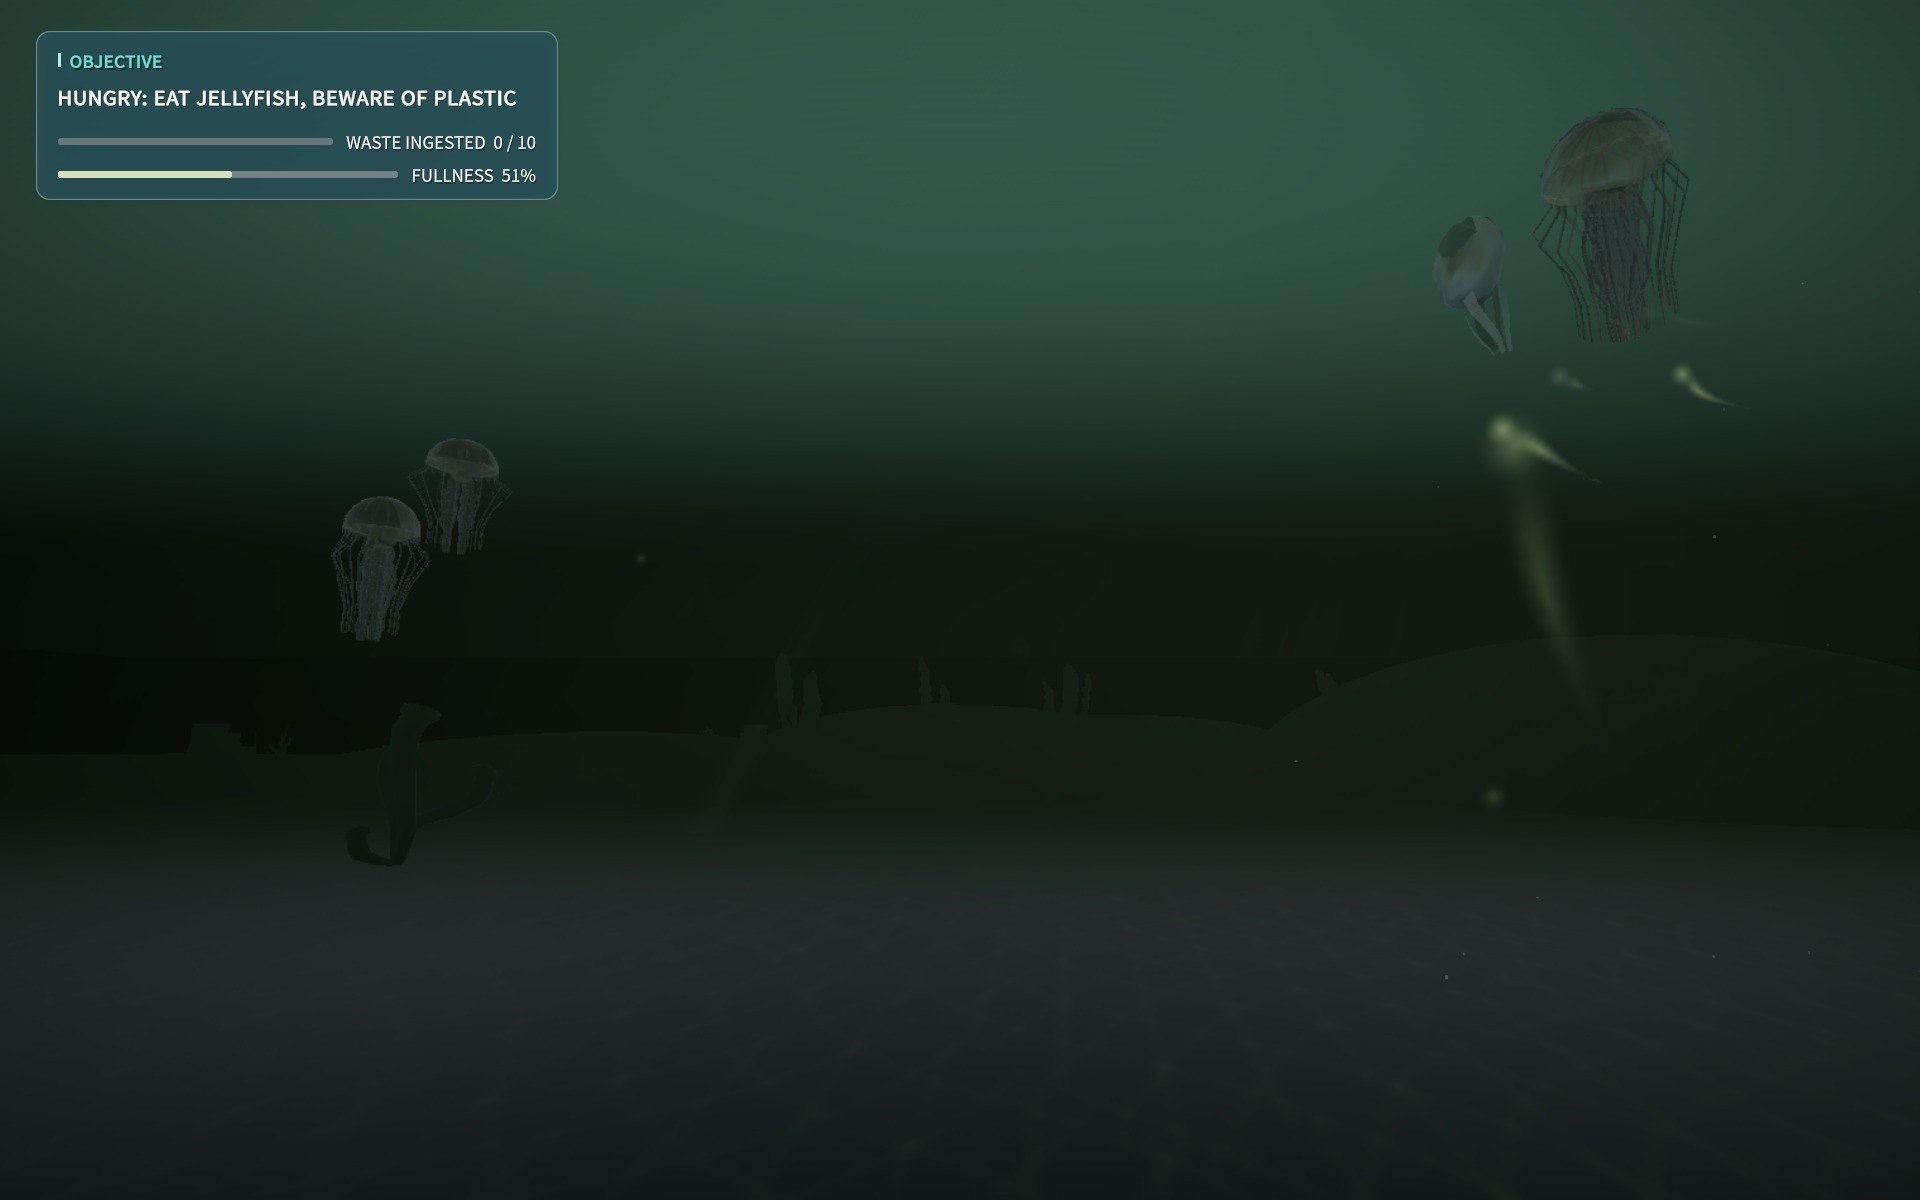 OBJECTIVE
HUNGRY: EAT JELLYFISH, BEWARE OF PLASTIC
WASTE INGESTED 0 / 10
FULLNESS 51%